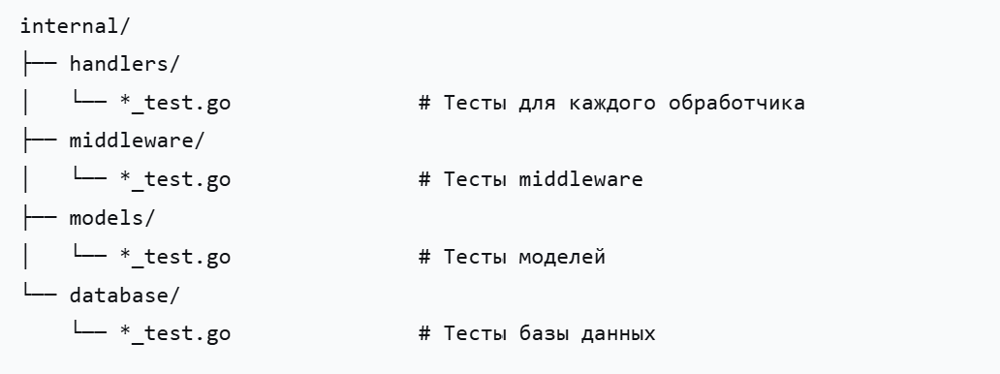 internal/
├── handlers/
│   └── *_test.go               # Тесты для каждого обработчика
├── middleware/
│   └── *_test.go               # Тесты middleware
├── models/
│   └── *_test.go               # Тесты моделей
└── database/
    └── *_test.go               # Тесты базы данных